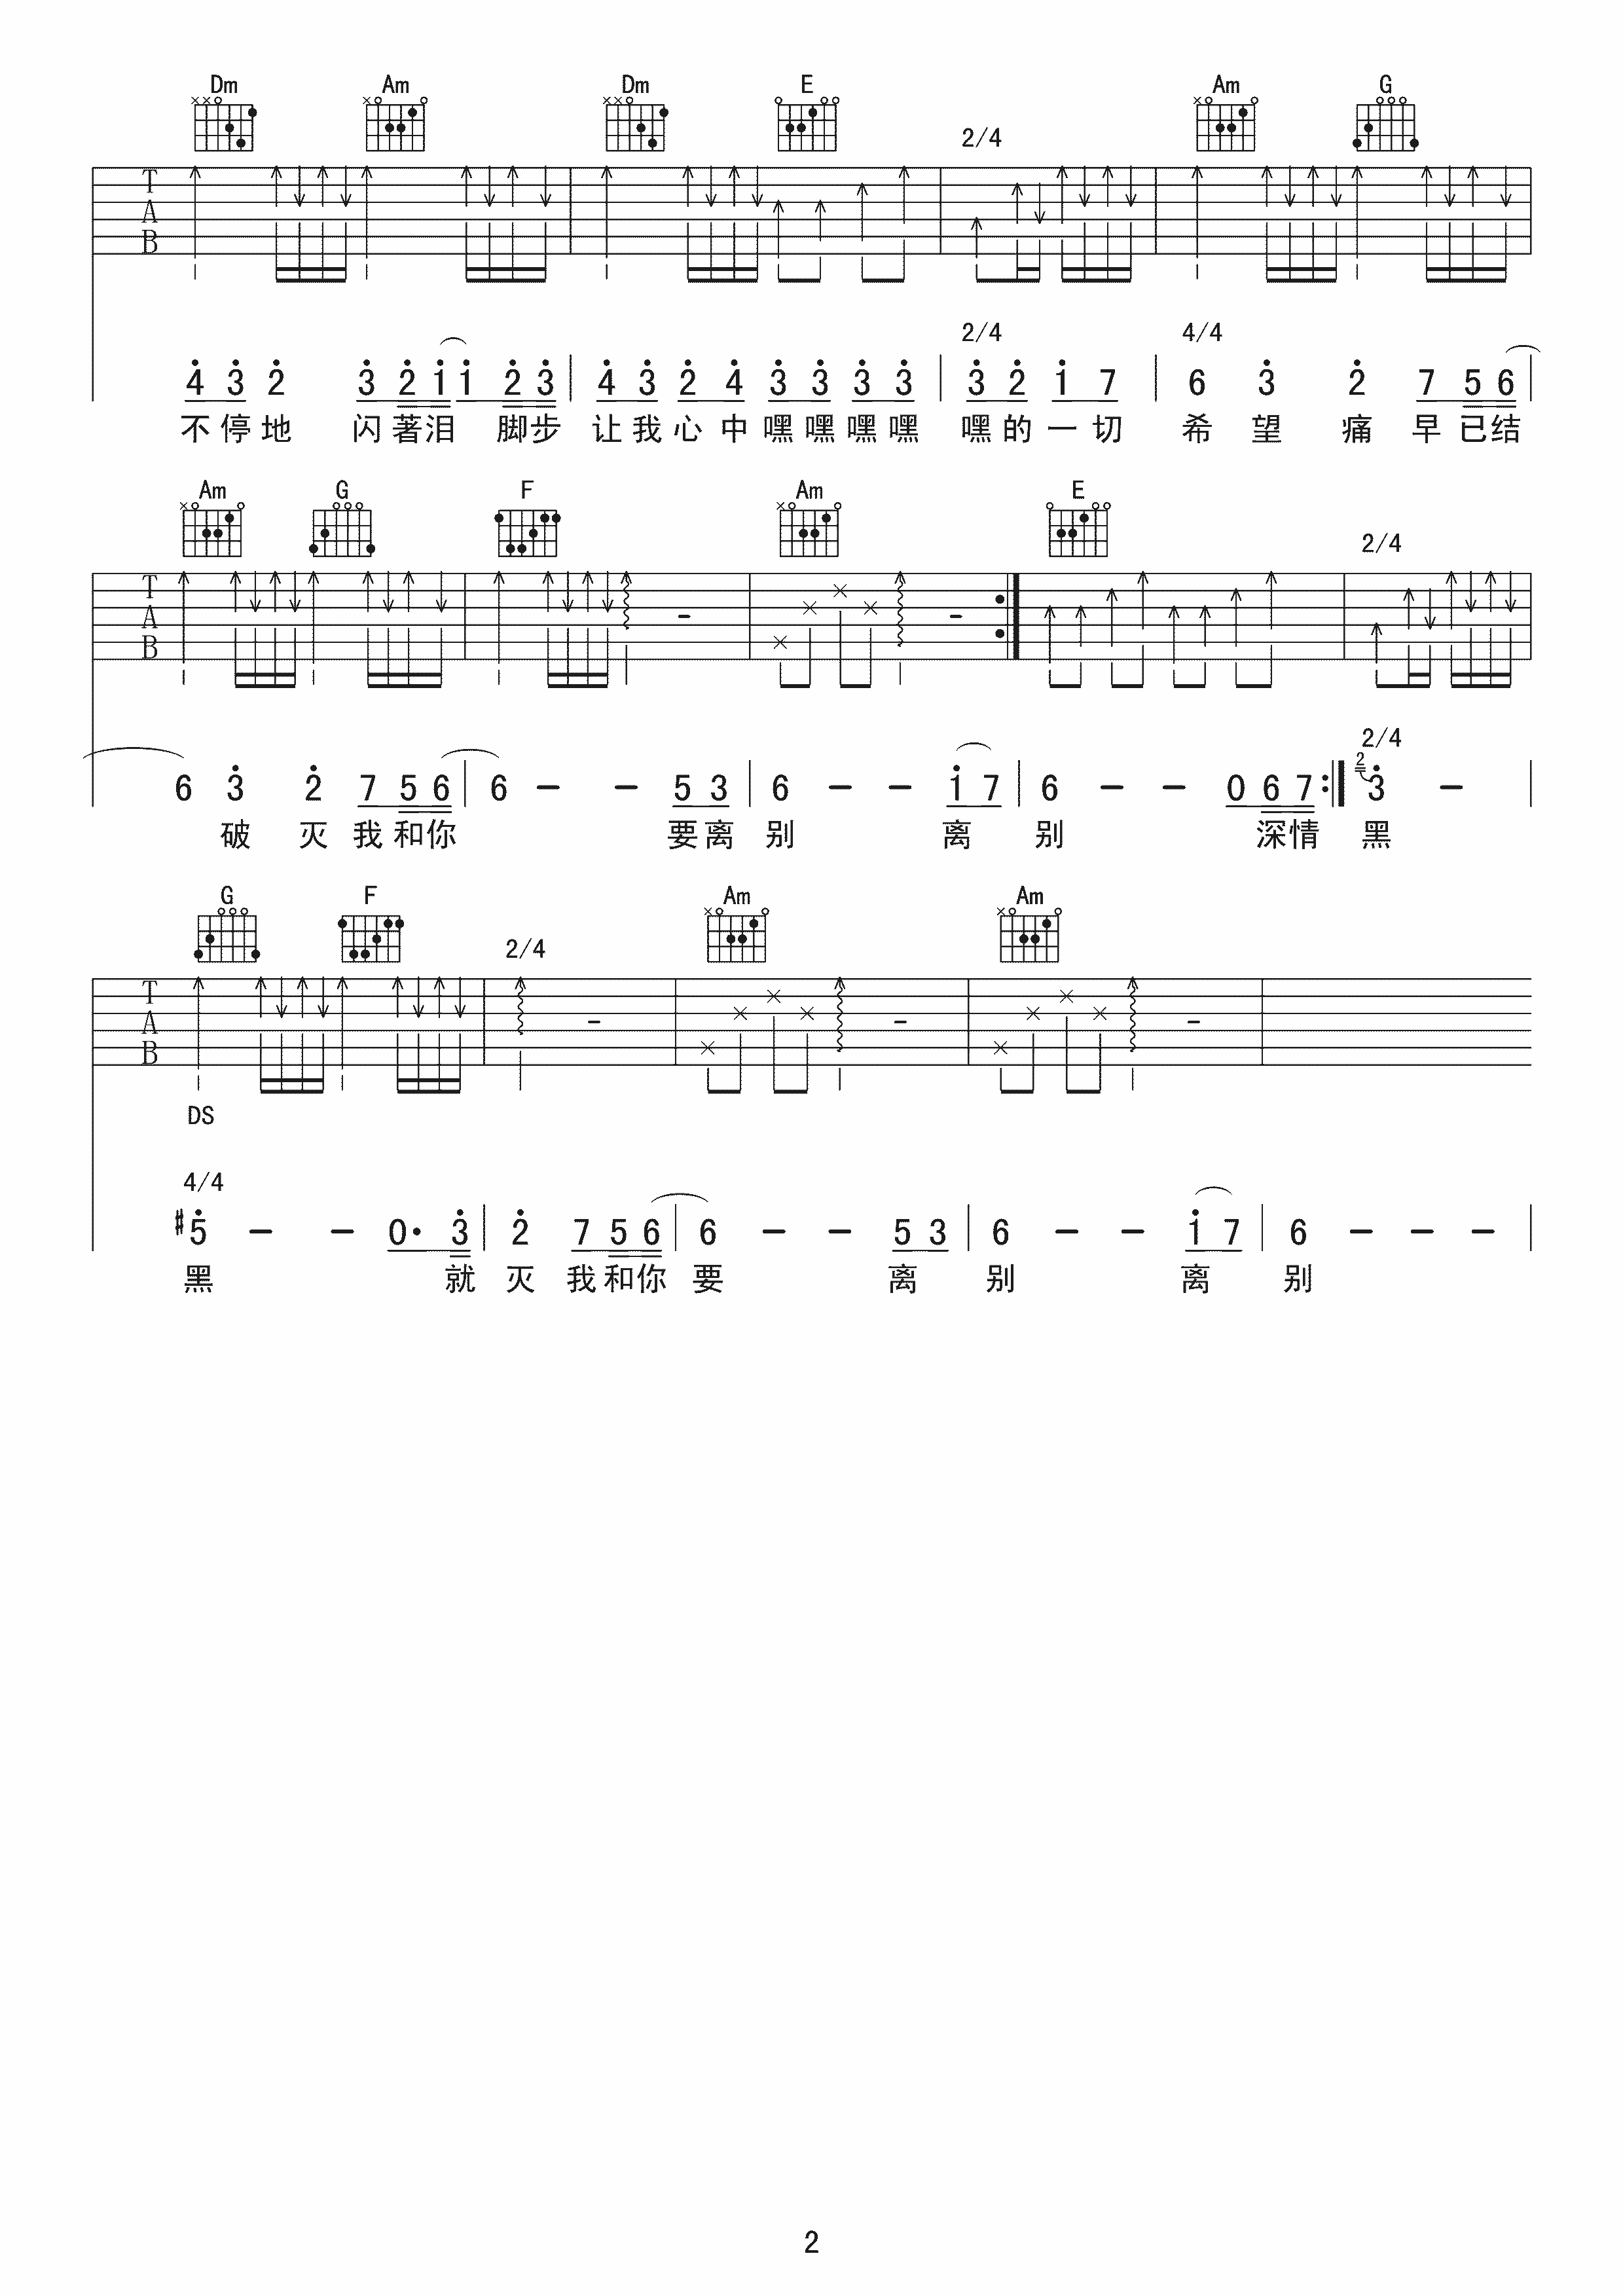 Dm Am Dm E Am G
2/4
T
A
B
2/4 4/4
4 3 2 3 2 1 1 2 3 4 3 2 4 3 3 3 3 3 2 1 7 6 3 2 7 5 6
不停地 闪著泪 脚步 让我心中嘿嘿嘿嘿 嘿的一切 希望 痛 早已结
Am G F Am E
2/4
T
A
B
2/4
2
6 3 2 7 5 6 6 - - 5 3 6 - - 1 7 6 - - 0 6 7 3 -
破 灭 我和你 要离 别 离 别 深情 黑
G F Am Am
2/4
T
A
B
DS
4/4
#5 - - 0· 3 2 7 5 6 6 - - 5 3 6 - - 1 7 6 - - -
黑 就 灭 我和你 要 离 别 离 别
2